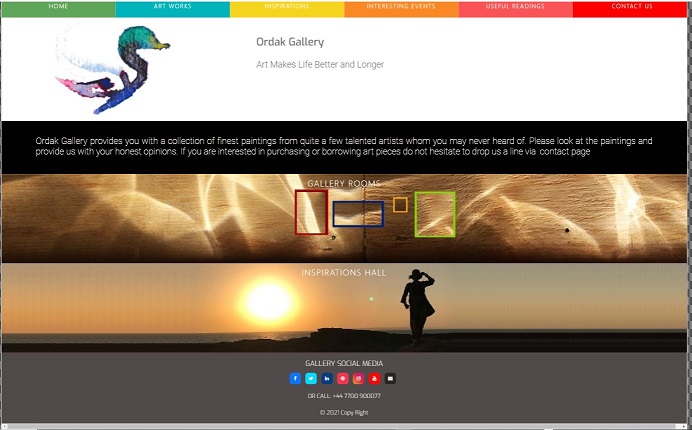 HOME
ART WORKS
INSPIRATIONS
INTERESTING EVENTS
USEFUL READINGS
CONTACT US
Ordak Gallery
Art Makes Life Better and Longer
Ordak Gallery provides you with a collection of finest paintings from quite a few talented artists whom you may never heard of. Please look at the paintings and
provide us with your honest opinions. If you are interested in purchasing or borrowing art pieces do not hesitate to drop us a line via contact page
GALLERY ROOMS
INSPIRATIONS HALL
GALLERY SOCIAL MEDIA
OR CALL: +44 7700 900077
© 2021 Copy Right